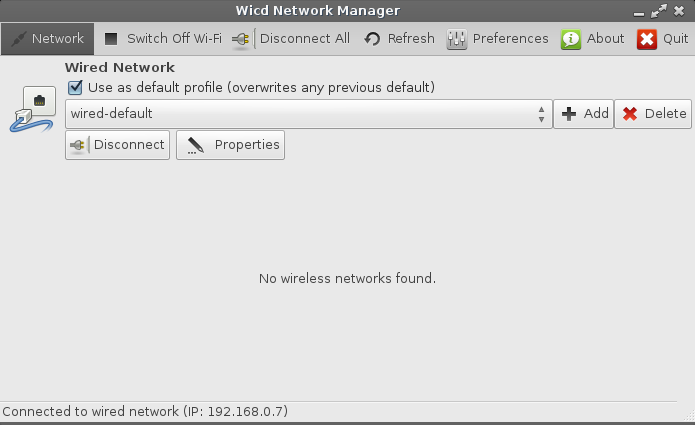 Wicd Network Manager
Network Switch Off Wi-Fi Disconnect All Refresh Preferences About Quit
Wired Network
Use as default profile (overwrites any previous default)
wired-default Add Delete
Disconnect Properties
No wireless networks found.
Connected to wired network (IP: 192.168.0.7)